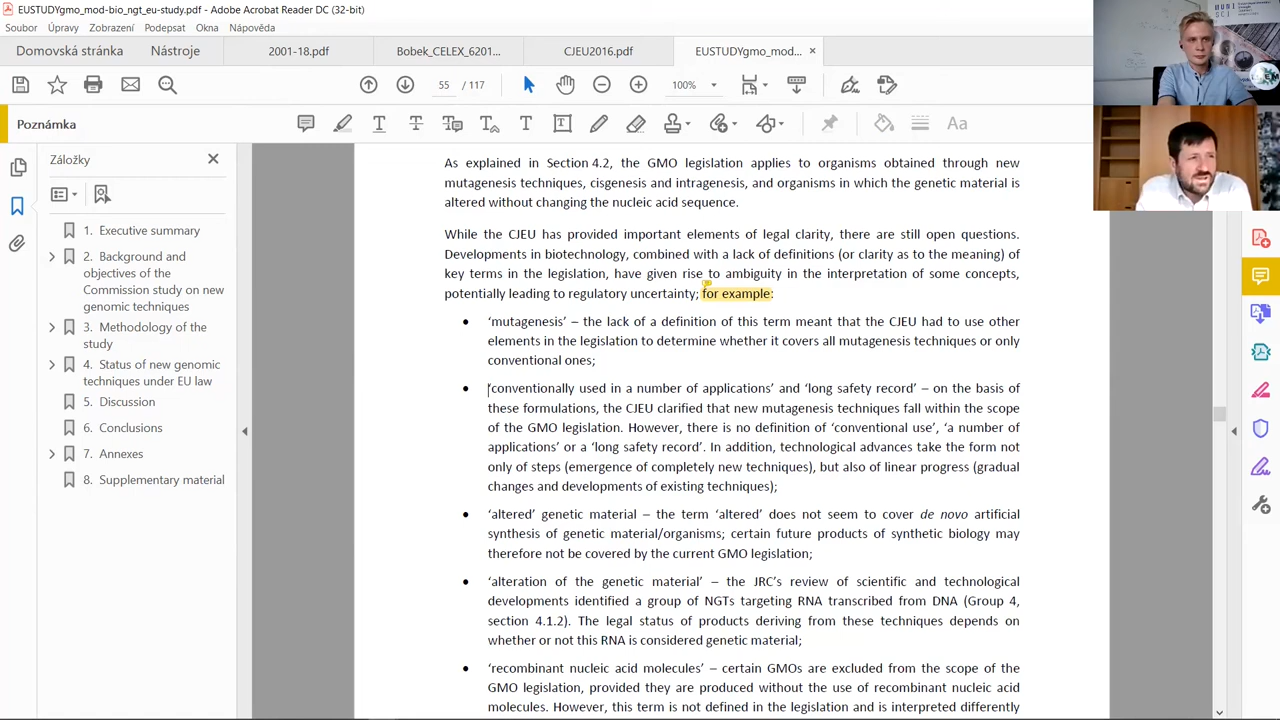 EUSTUDYgmo_mod-bio_ngt_eu-study.pdf - Adobe Acrobat Reader DC (32-bit)
Soubor Úpravy Zobrazení Podepsat Okna Nápověda
Domovská stránka Nástroje 2001-18.pdf Bobek_CELEX_6201... CJEU2016.pdf EUSTUDYgmo_mod... ×
55 / 117 100%
Poznámka
Záložky
1. Executive summary
2. Background and
objectives of the
Commission study on new
genomic techniques
3. Methodology of the
study
4. Status of new genomic
techniques under EU law
5. Discussion
6. Conclusions
7. Annexes
8. Supplementary material
As explained in Section 4.2, the GMO legislation applies to organisms obtained through new
mutagenesis techniques, cisgenesis and intragenesis, and organisms in which the genetic material is
altered without changing the nucleic acid sequence.
While the CJEU has provided important elements of legal clarity, there are still open questions.
Developments in biotechnology, combined with a lack of definitions (or clarity as to the meaning) of
key terms in the legislation, have given rise to ambiguity in the interpretation of some concepts,
potentially leading to regulatory uncertainty; for example:
• ‘mutagenesis’ – the lack of a definition of this term meant that the CJEU had to use other
elements in the legislation to determine whether it covers all mutagenesis techniques or only
conventional ones;
• ‘conventionally used in a number of applications’ and ‘long safety record’ – on the basis of
these formulations, the CJEU clarified that new mutagenesis techniques fall within the scope
of the GMO legislation. However, there is no definition of ‘conventional use’, ‘a number of
applications’ or a ‘long safety record’. In addition, technological advances take the form not
only of steps (emergence of completely new techniques), but also of linear progress (gradual
changes and developments of existing techniques);
• ‘altered’ genetic material – the term ‘altered’ does not seem to cover de novo artificial
synthesis of genetic material/organisms; certain future products of synthetic biology may
therefore not be covered by the current GMO legislation;
• ‘alteration of the genetic material’ – the JRC’s review of scientific and technological
developments identified a group of NGTs targeting RNA transcribed from DNA (Group 4,
section 4.1.2). The legal status of products deriving from these techniques depends on
whether or not this RNA is considered genetic material;
• ‘recombinant nucleic acid molecules’ – certain GMOs are excluded from the scope of the
GMO legislation, provided they are produced without the use of recombinant nucleic acid
molecules. However, this term is not defined in the legislation and is interpreted differently
MUNI
SCI